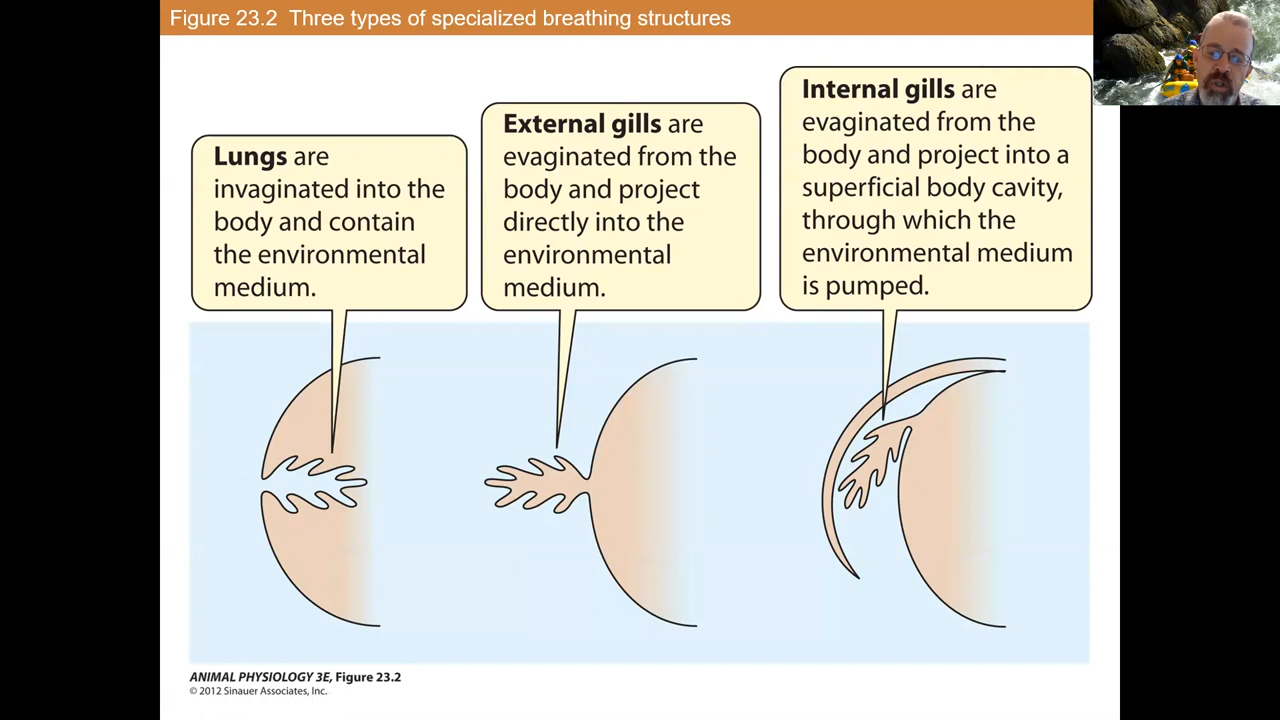 Figure 23.2 Three types of specialized breathing structures
Lungs are
invaginated into the
body and contain
the environmental
medium.
External gills are
evaginated from the
body and project
directly into the
environmental
medium.
Internal gills are
evaginated from the
body and project into a
superficial body cavity,
through which the
environmental medium
is pumped.
ANIMAL PHYSIOLOGY 3E, Figure 23.2
© 2012 Sinauer Associates, Inc.